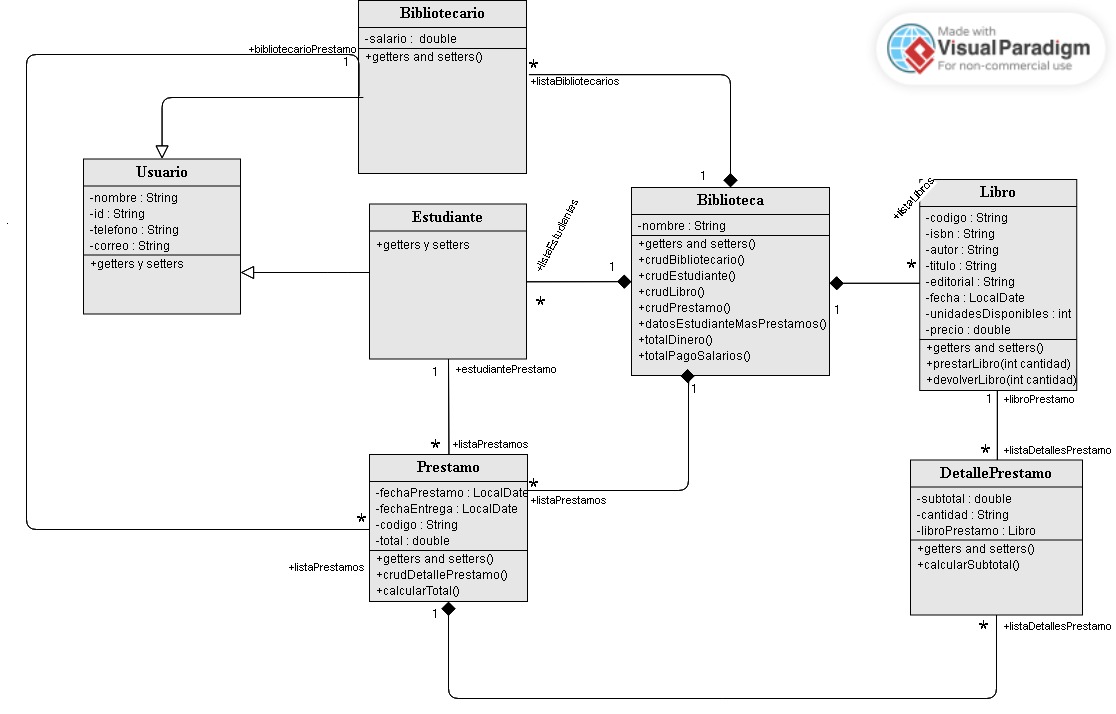 Bibliotecario
-salario : double
+getters and setters()
+bibliotecarioPrestamo
1
*
+listaBibliotecarios
Made with
Visual Paradigm
For non-commercial use
Usuario
-nombre : String
-id : String
-telefono : String
-correo : String
+getters y setters
Estudiante
+getters y setters
+listaEstudiantes
*
1
1
Biblioteca
-nombre : String
+getters and setters()
+crudBibliotecario()
+crudEstudiante()
+crudLibro()
+crudPrestamo()
+datosEstudianteMasPrestamos()
+totalDinero()
+totalPagoSalarios()
1
+listaLibros
*
Libro
-codigo : String
-isbn : String
-autor : String
-titulo : String
-editorial : String
-fecha : LocalDate
-unidadesDisponibles : int
-precio : double
+getters and setters()
+prestarLibro(int cantidad)
+devolverLibro(int cantidad)
1
+estudiantePrestamo
1
1
+libroPrestamo
*
+listaPrestamos
*
+listaDetallesPrestamo
Prestamo
-fechaPrestamo : LocalDate
-fechaEntrega : LocalDate
-codigo : String
-total : double
+getters and setters()
+crudDetallePrestamo()
+calcularTotal()
*
+listaPrestamos
*
+listaPrestamos
1
DetallePrestamo
-subtotal : double
-cantidad : String
-libroPrestamo : Libro
+getters and setters()
+calcularSubtotal()
*
+listaDetallesPrestamo